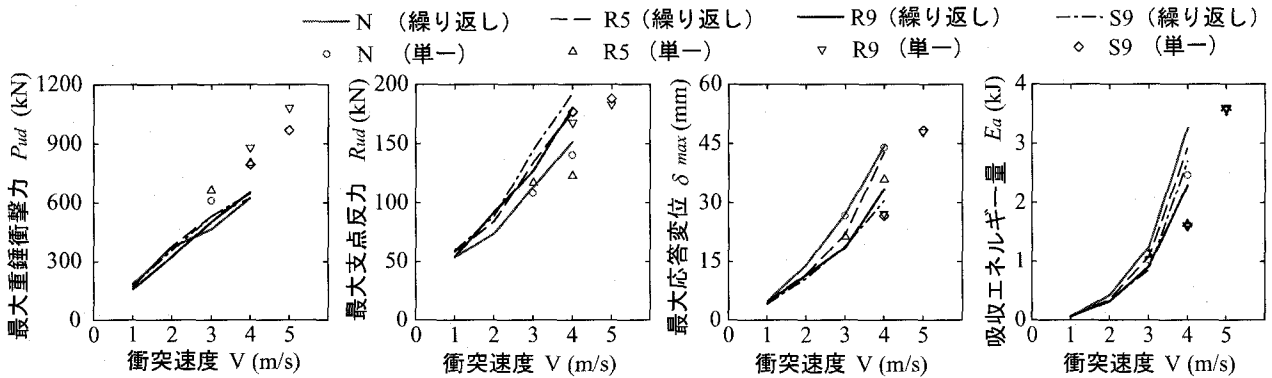 N (繰り返し) R5 (繰り返し) R9 (繰り返し) S9 (繰り返し)
N (単一) R5 (単一) R9 (単一) S9 (単一)
最大重錘衝撃力 Pud (kN)
1200
900
600
300
0
0 1 2 3 4 5
衝突速度 V (m/s)
最大支点反力 Rud (kN)
200
150
100
50
0
0 1 2 3 4 5
衝突速度 V (m/s)
最大応答変位 δ max (mm)
60
45
30
15
0
0 1 2 3 4 5
衝突速度 V (m/s)
吸収エネルギー量 Ea (kJ)
4
3
2
1
0
0 1 2 3 4 5
衝突速度 V (m/s)